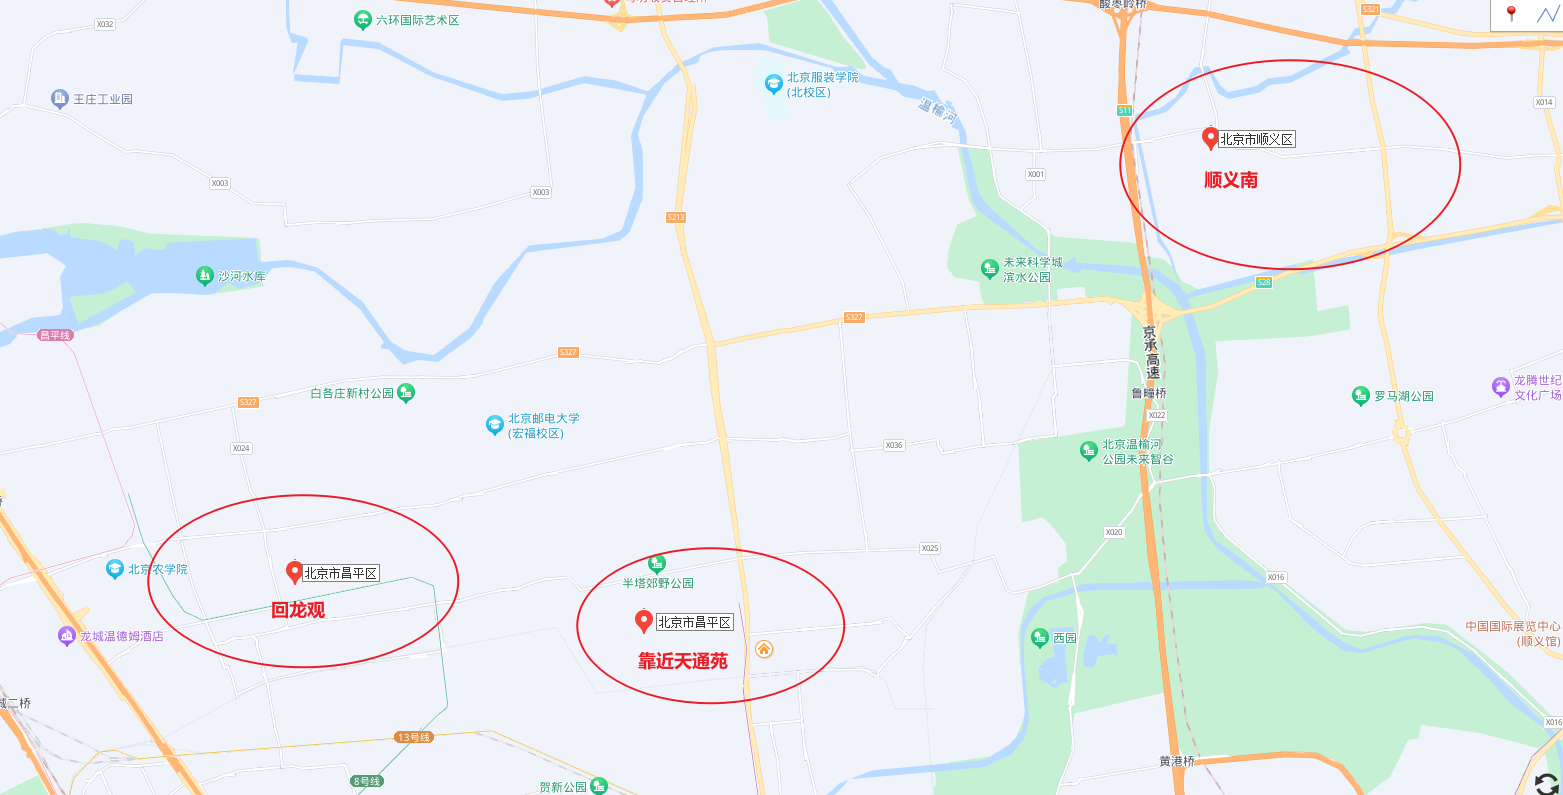 酸枣岭桥
S321
六环国际艺术区
X032
北京服装学院
(北校区)
王庄工业园
温榆河
S11
X014
北京市顺义区
顺义南
X003
X003
X001
S213
未来科学城
滨水公园
沙河水库
S28
S327
昌平线
京承高速
S327
白各庄新村公园
S327
鲁疃桥
罗马湖公园
龙腾世纪
文化广场
北京邮电大学
(宏福校区)
X022
X024
X036
北京温榆河
公园未来智谷
桥
X020
X025
北京农学院
北京市昌平区
回龙观
半塔郊野公园
X016
北京市昌平区
靠近天通苑
龙城温德姆酒店
西园
中国国际展览中心
(顺义馆)
城二桥
X016
13号线
8号线
黄港桥
贺新公园